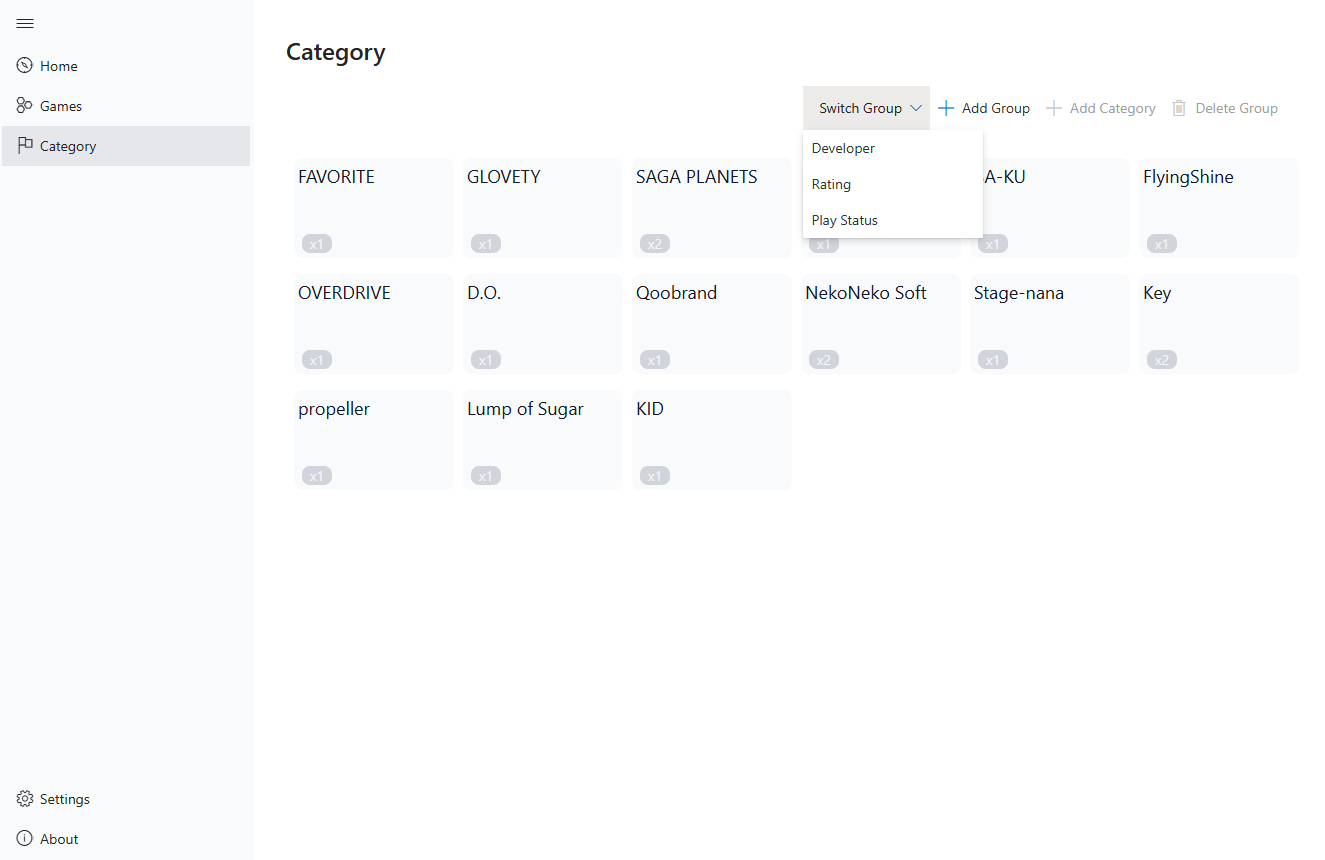 Home
Games
Category
Settings
About
Category
Switch Group
Add Group
Add Category
Delete Group
Developer
Rating
Play Status
FAVORITE
x1
GLOVETY
x1
SAGA PLANETS
x2
x1
A-KU
x1
FlyingShine
x1
OVERDRIVE
x1
D.O.
x1
Qoobrand
x1
NekoNeko Soft
x2
Stage-nana
x1
Key
x2
propeller
x1
Lump of Sugar
x1
KID
x1